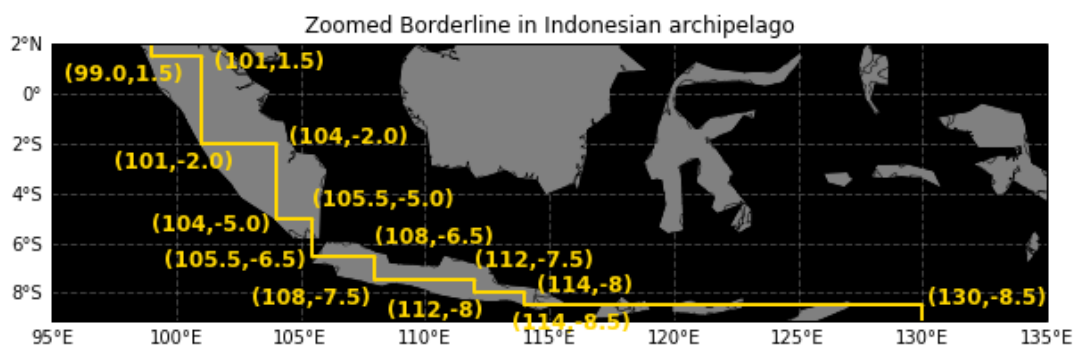 Zoomed Borderline in Indonesian archipelago
2°N
(101,1.5)
(99.0,1.5)
0°
2°S
(104,-2.0)
(101,-2.0)
4°S
(105.5,-5.0)
(104,-5.0)
6°S
(108,-6.5)
(105.5,-6.5)
(112,-7.5)
8°S
(114,-8)
(108,-7.5)
(130,-8.5)
(112,-8)
(114,-8.5)
95°E 100°E 105°E 110°E 115°E 120°E 125°E 130°E 135°E